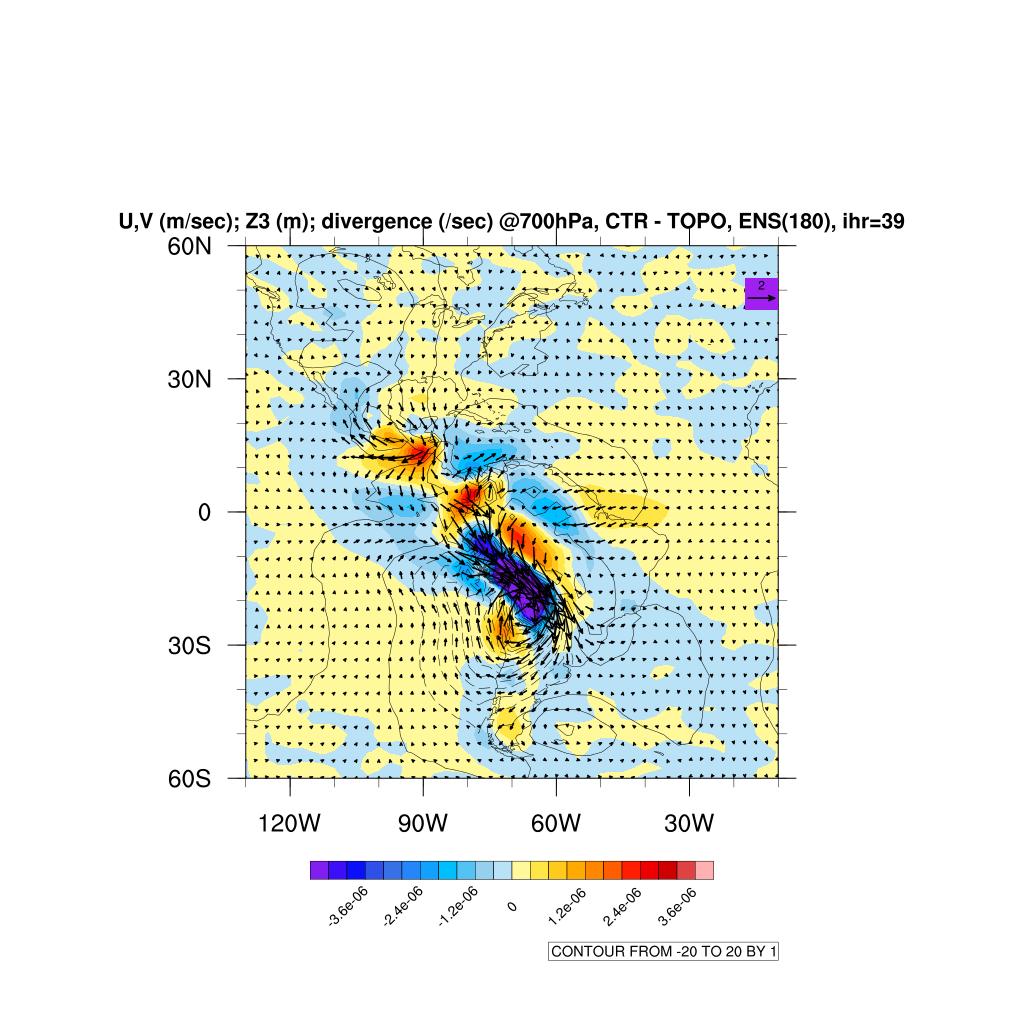 U,V (m/sec); Z3 (m); divergence (/sec) @700hPa, CTR - TOPO, ENS(180), ihr=39
60N
2
30N
0
30S
60S
120W 90W 60W 30W
-3.6e-06 -2.4e-06 -1.2e-06 0 1.2e-06 2.4e-06 3.6e-06
CONTOUR FROM -20 TO 20 BY 1